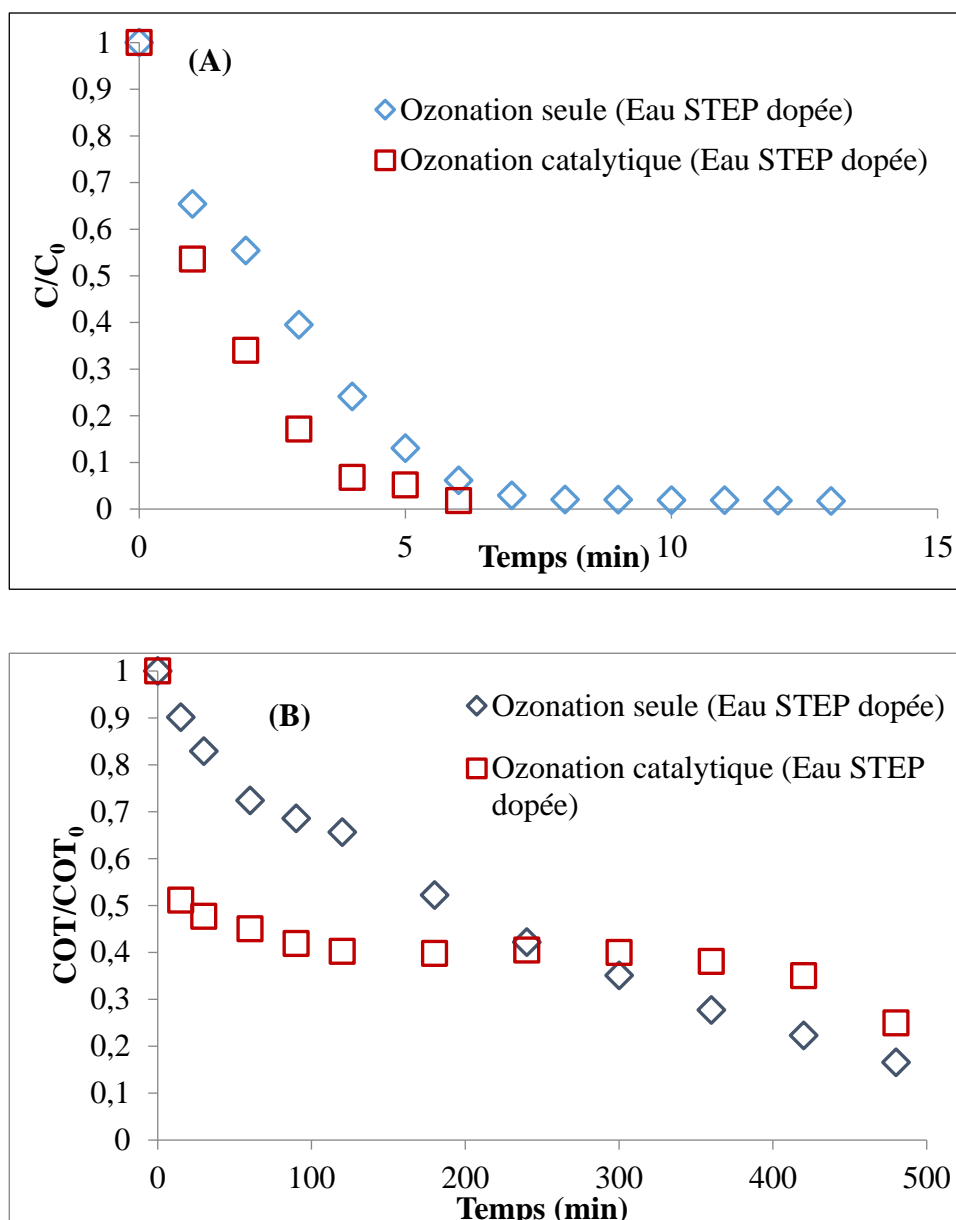 (A)
1
0,9
0,8
0,7
0,6
0,5
0,4
0,3
0,2
0,1
0
C/C₀
Ozonation seule (Eau STEP dopée)
Ozonation catalytique (Eau STEP dopée)
0 5 10 15
Temps (min)
(B)
1
0,9
0,8
0,7
0,6
0,5
0,4
0,3
0,2
0,1
0
COT/COT₀
Ozonation seule (Eau STEP dopée)
Ozonation catalytique (Eau STEP
dopée)
0 100 200 300 400 500
Temps (min)